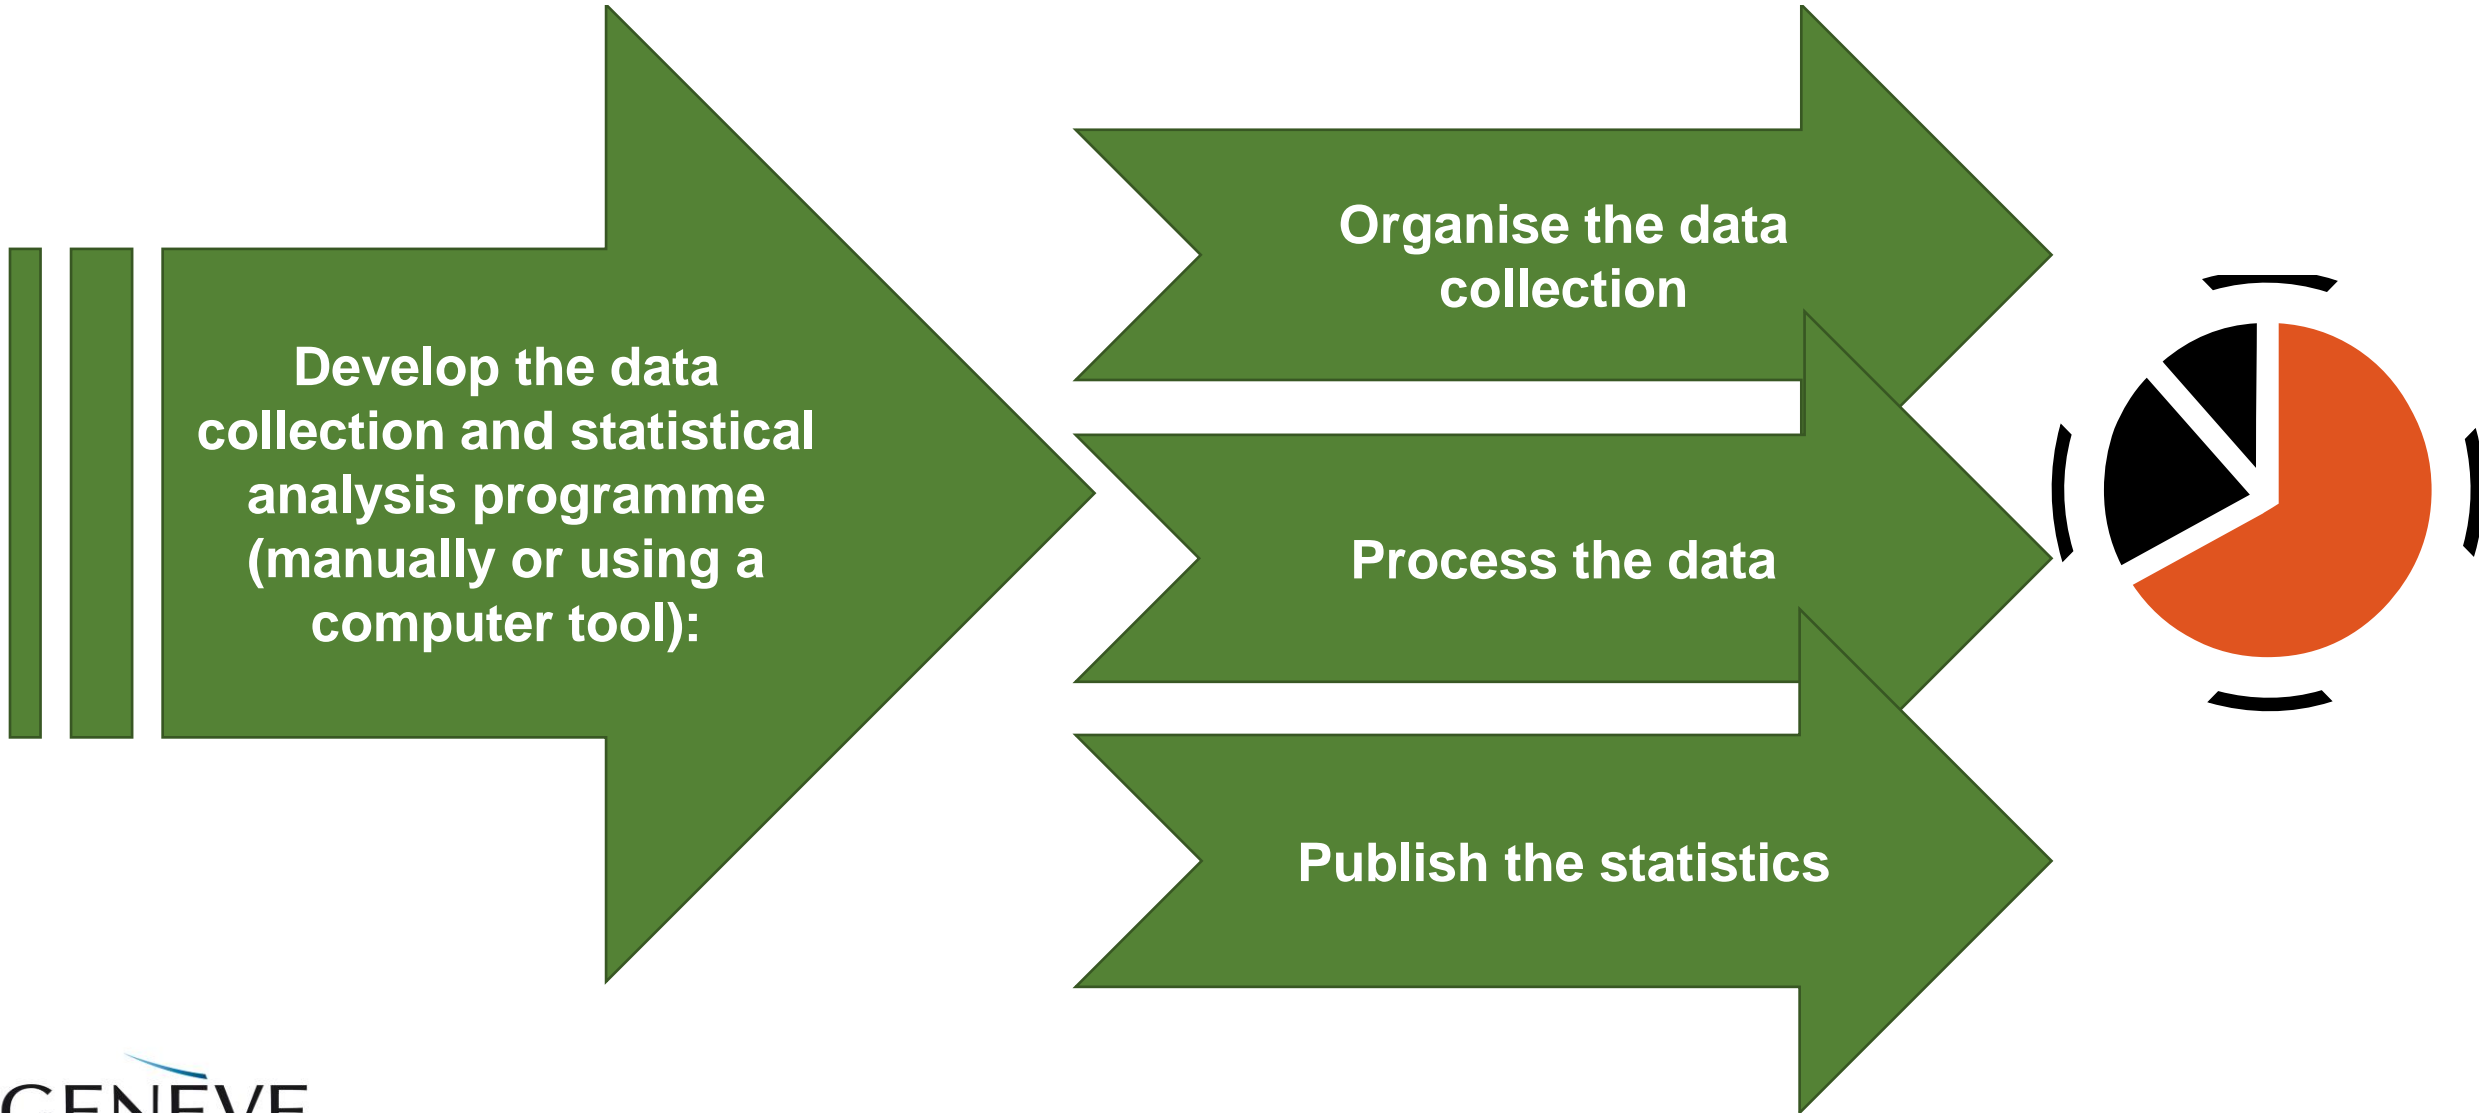 Develop the data
collection and statistical
analysis programme
(manually or using a
computer tool):
Organise the data
collection
Process the data
Publish the statistics
GENEVE